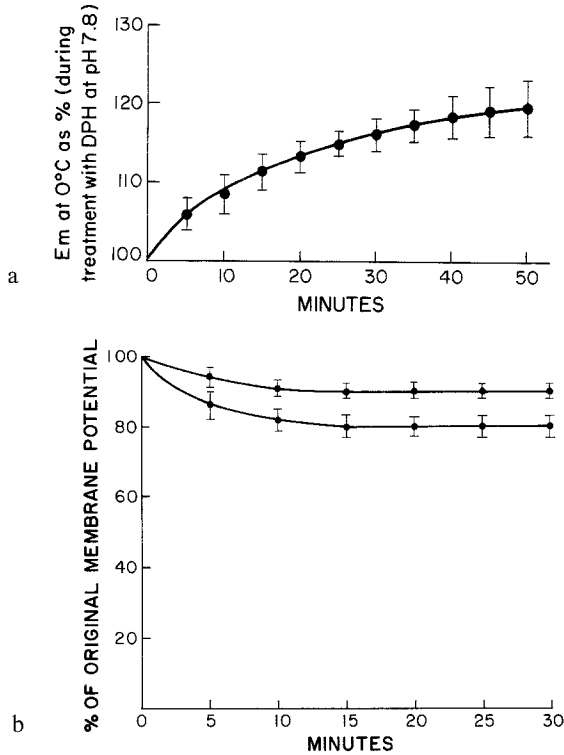 Em at 0°C as % (during
treatment with DPH at pH 7.8)
130
120
110
100
0 10 20 30 40 50
MINUTES
a
% OF ORIGINAL MEMBRANE POTENTIAL
100
80
60
40
20
0 5 10 15 20 25 30
MINUTES
b